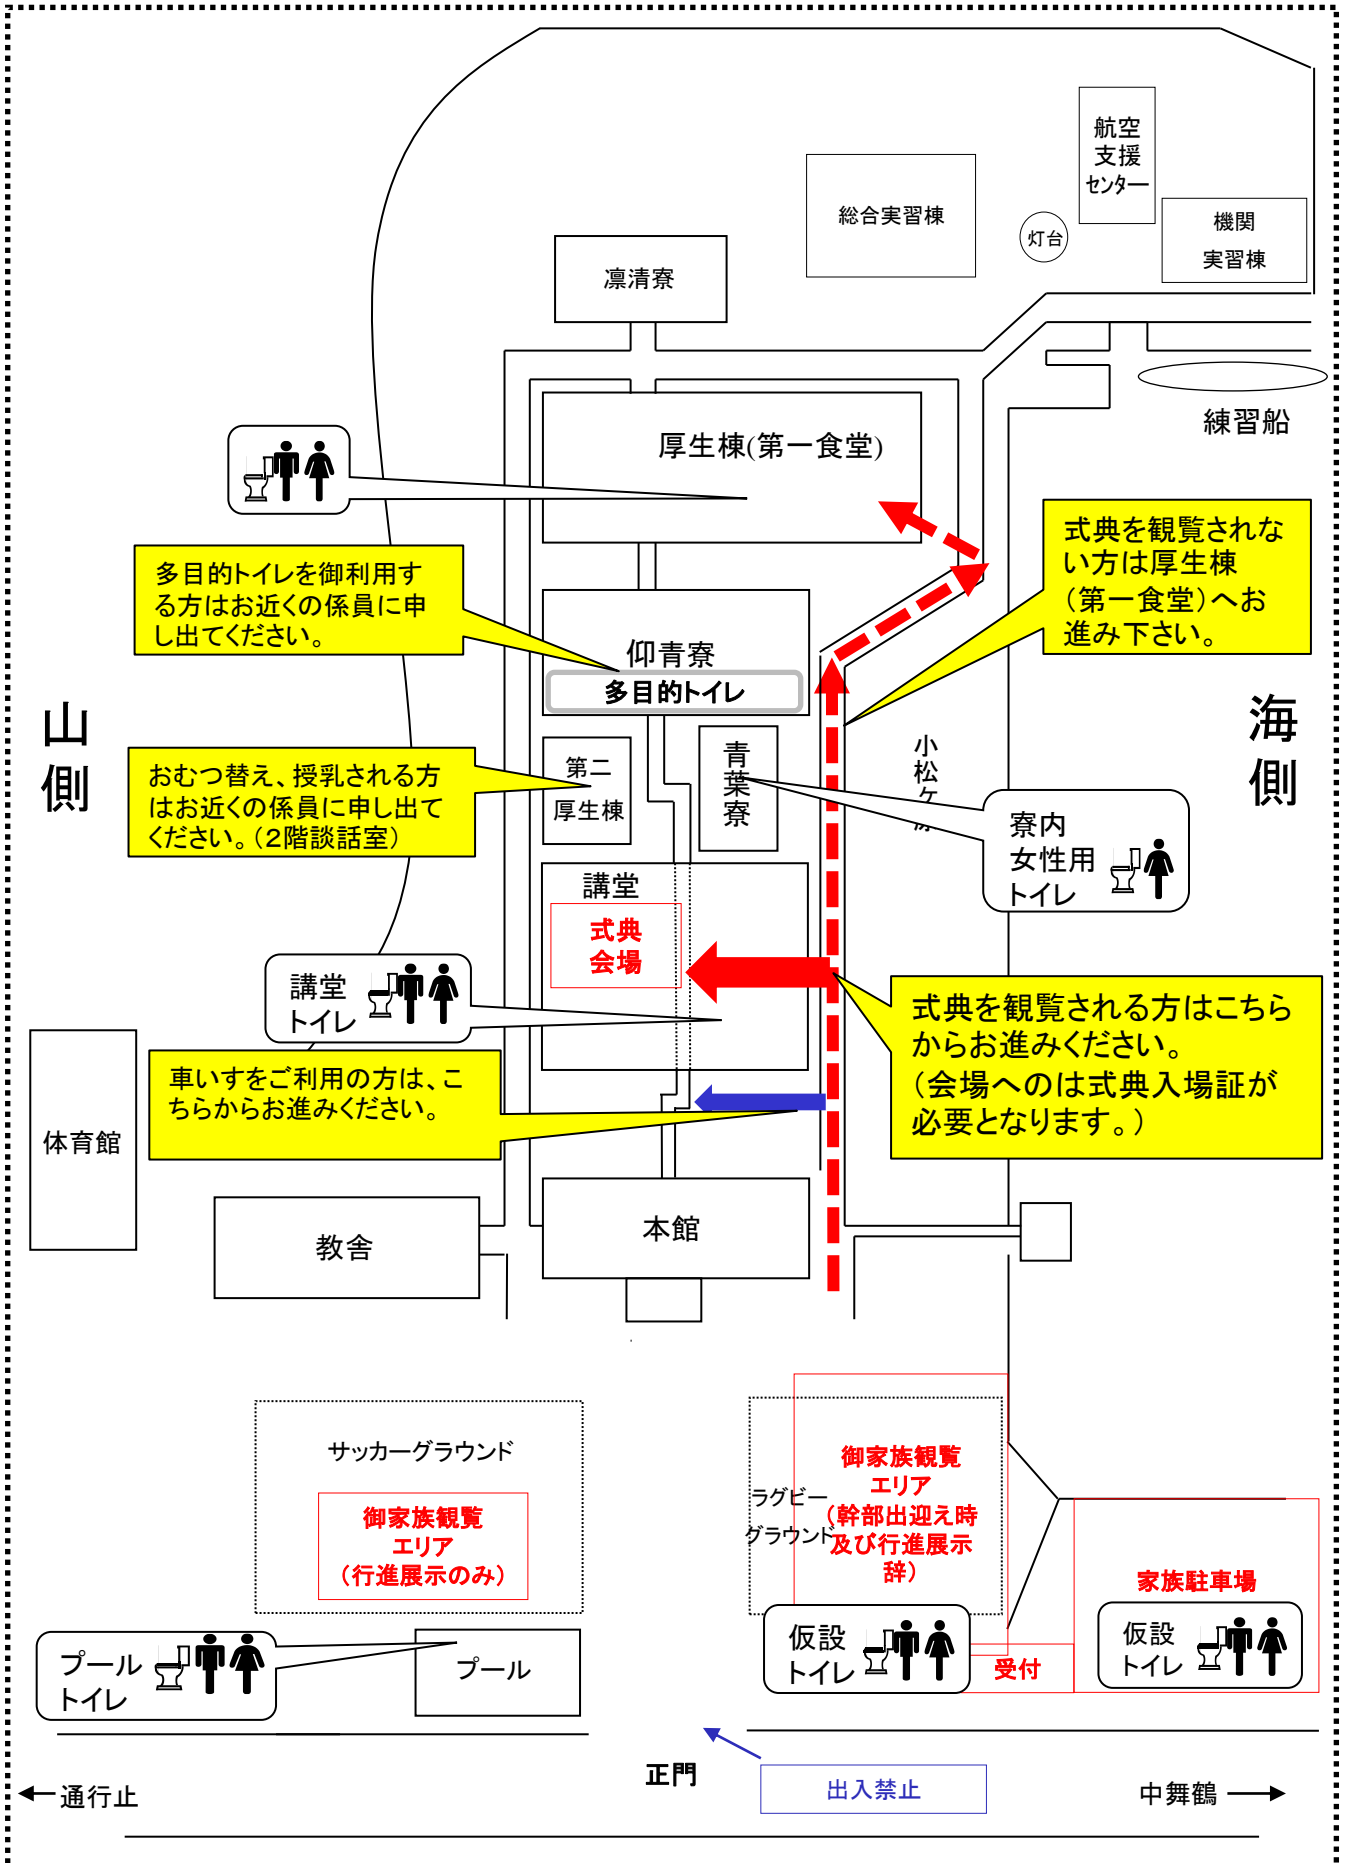 航空
支援
センター
総合実習棟
灯台
機関
実習棟
凛清寮
練習船
厚生棟(第一食堂)
式典を観覧されな
い方は厚生棟
（第一食堂）へお
進み下さい。
多目的トイレを御利用す
る方はお近くの係員に申
し出てください。
仰青寮
多目的トイレ
山
側
海
側
おむつ替え、授乳される方
はお近くの係員に申し出て
ください。（２階談話室）
第二
厚生棟
青
葉
寮
小
松
ケ
寮内
女性用
トイレ
講堂
式典
会場
講堂
トイレ
式典を観覧される方はこちら
からお進みください。
（会場へのは式典入場証が
必要となります。）
車いすをご利用の方は、こ
ちらからお進みください。
体育館
教舎
本館
サッカーグラウンド
御家族観覧
エリア
（行進展示のみ）
ラグビー
グラウンド
御家族観覧
エリア
（幹部出迎え時
及び行進展示
辞）
家族駐車場
仮設
トイレ
受付
仮設
トイレ
プール
トイレ
プール
正門
出入禁止
通行止
中舞鶴